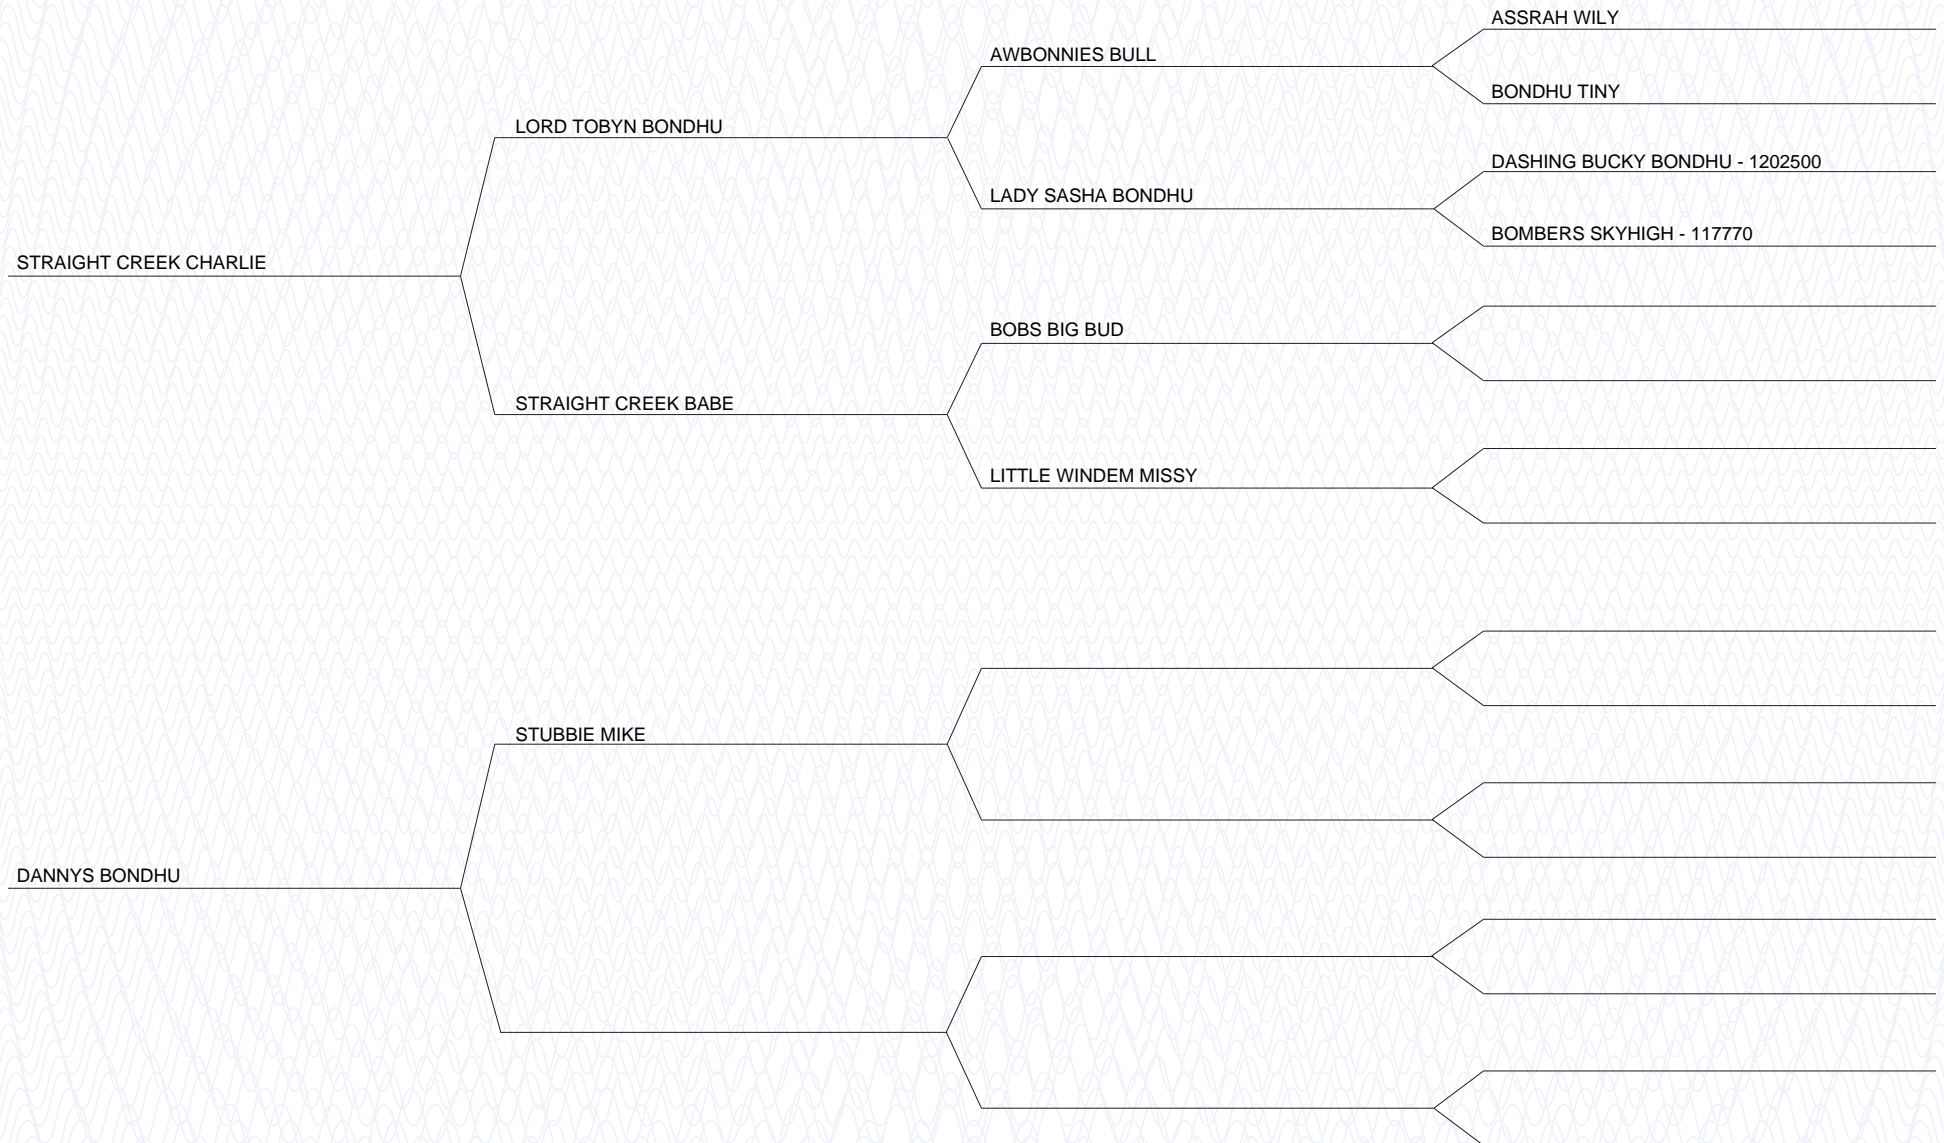 ASSRAH WILY
AWBONNIES BULL
BONDHU TINY
LORD TOBYN BONDHU
DASHING BUCKY BONDHU - 1202500
LADY SASHA BONDHU
BOMBERS SKYHIGH - 117770
STRAIGHT CREEK CHARLIE
BOBS BIG BUD
STRAIGHT CREEK BABE
LITTLE WINDEM MISSY
STUBBIE MIKE
DANNYS BONDHU